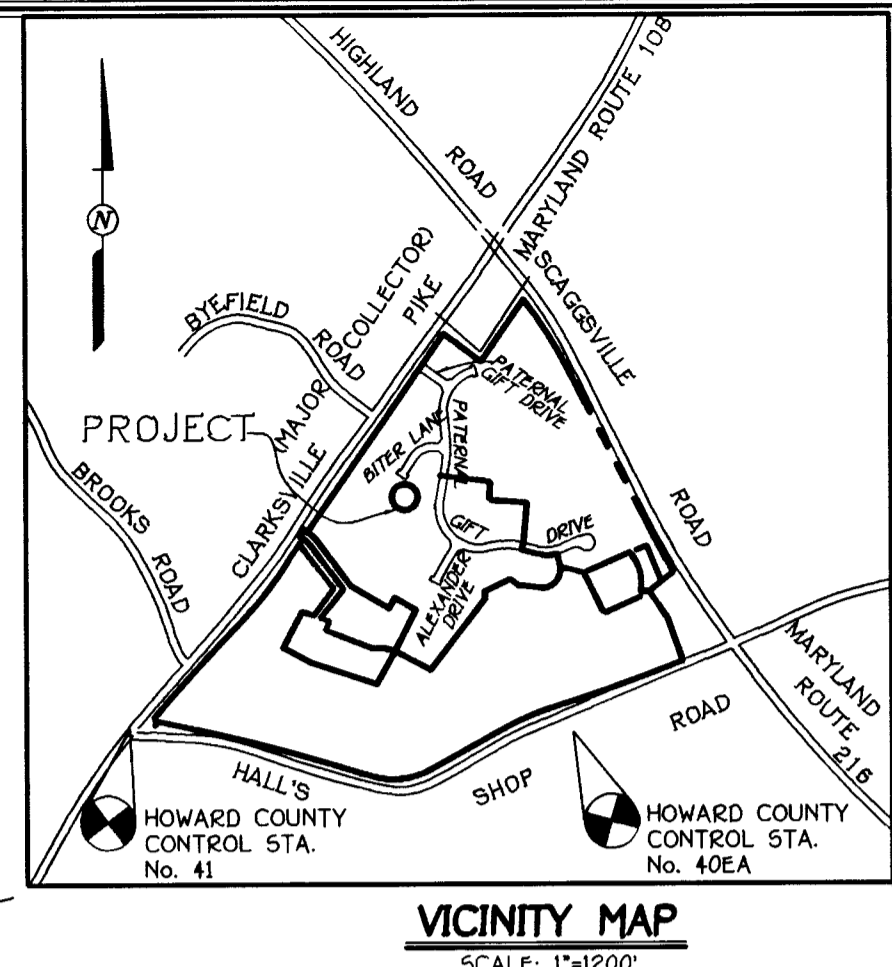 HIGHLAND ROAD
MARYLAND ROUTE 108
N
SCAGGSVILLE ROAD
BYEFIELD ROAD
(MAJOR COLLECTOR)
CLARKSVILLE PIKE
PATERNAL
GIFT DRIVE
PROJECT
BITER LANE
PATERNAL GIFT DRIVE
BROOKS ROAD
ALEXANDER
DRIVE
MARYLAND
ROUTE
216
HALL'S SHOP ROAD
HOWARD COUNTY
CONTROL STA.
No. 41
HOWARD COUNTY
CONTROL STA.
No. 40EA
VICINITY MAP
SCALE: 1"=1200'